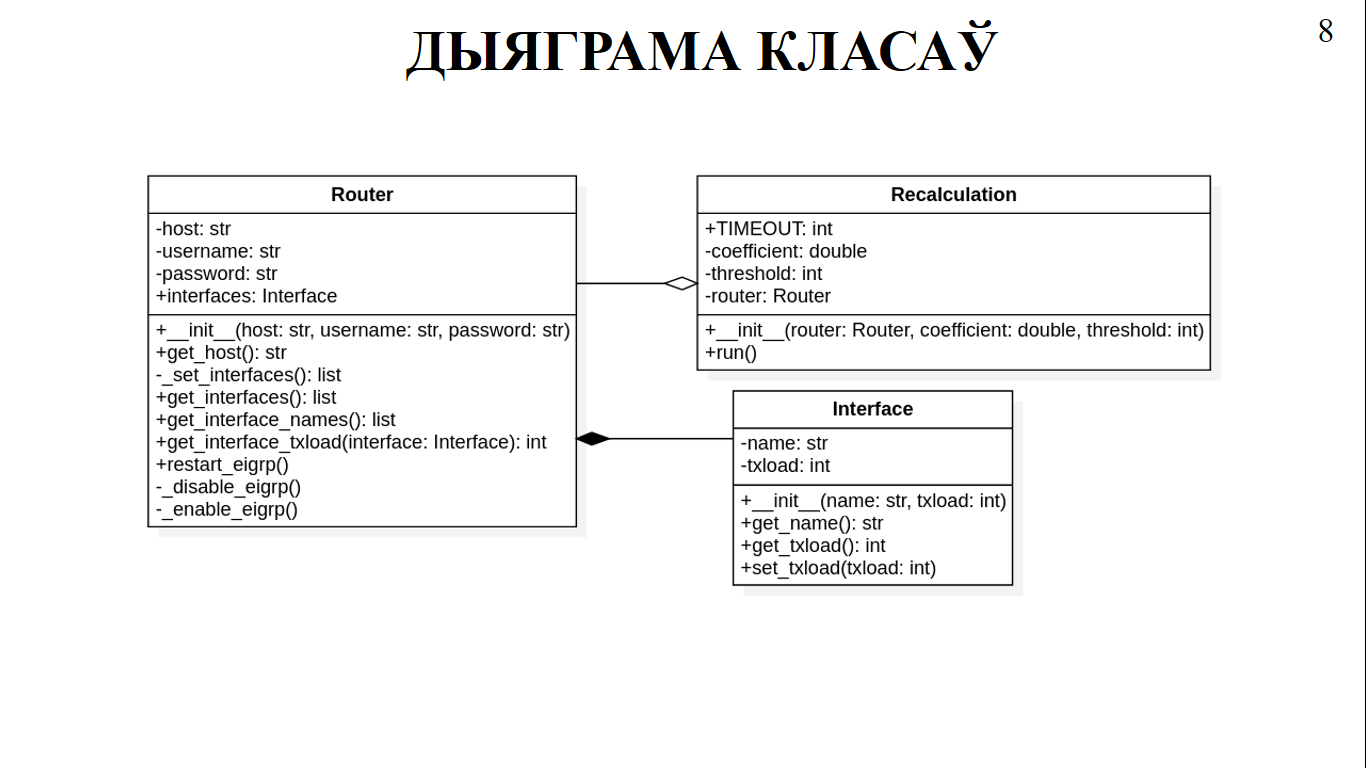 ДЫЯГРАМА КЛАСАЎ
8
Router
-host: str
-username: str
-password: str
+interfaces: Interface
+__init__(host: str, username: str, password: str)
+get_host(): str
-_set_interfaces(): list
+get_interfaces(): list
+get_interface_names(): list
+get_interface_txload(interface: Interface): int
+restart_eigrp()
-_disable_eigrp()
-_enable_eigrp()
Recalculation
+TIMEOUT: int
-coefficient: double
-threshold: int
-router: Router
+__init__(router: Router, coefficient: double, threshold: int)
+run()
Interface
-name: str
-txload: int
+__init__(name: str, txload: int)
+get_name(): str
+get_txload(): int
+set_txload(txload: int)